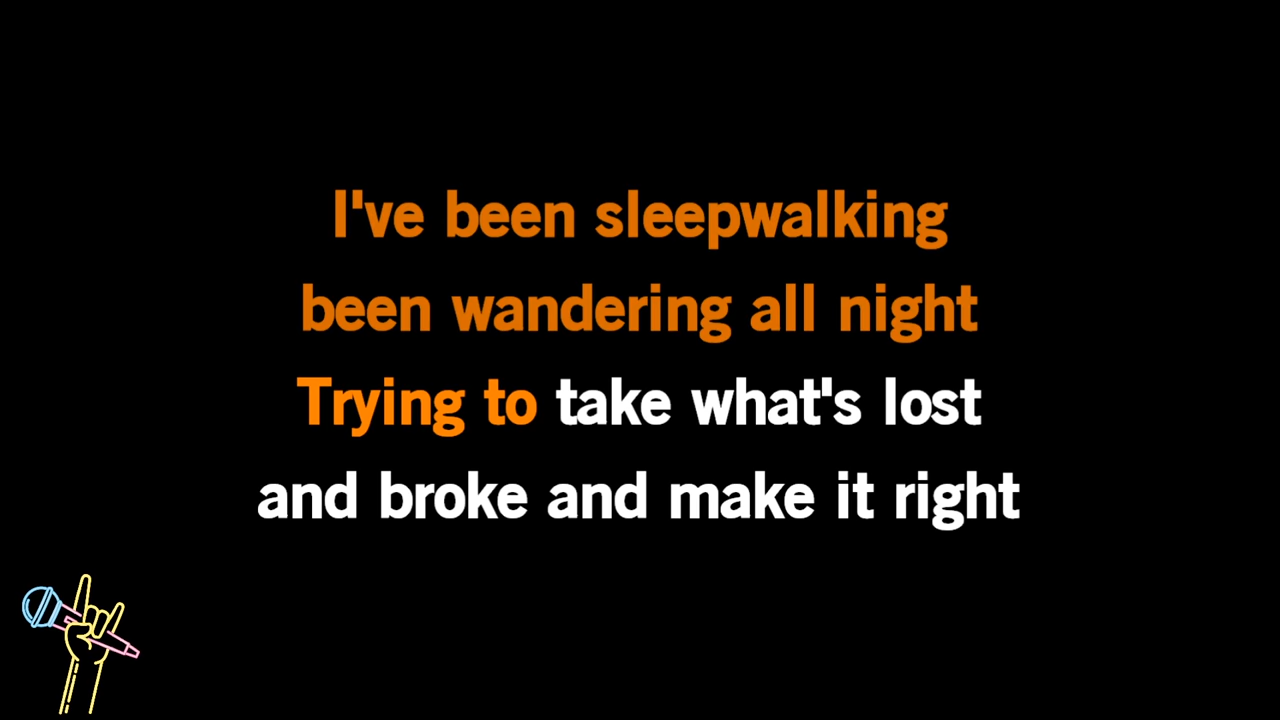 I've been sleepwalking
been wandering all night
Trying to take what's lost
and broke and make it right